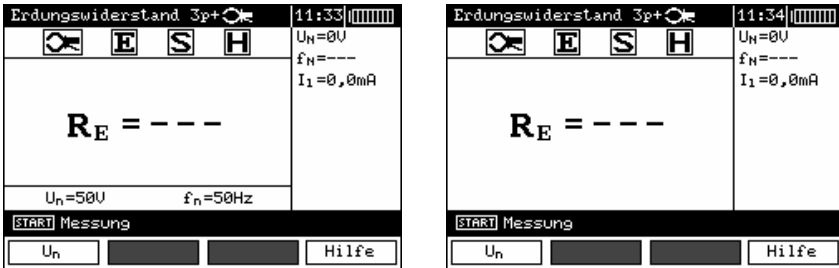 Erdungswiderstand 3p+ 11:33
E S H
U_N=0V
f_N=---
I_1=0,0mA
R_E = - - -
U_n=50V f_n=50Hz
START Messung
U_n Hilfe
Erdungswiderstand 3p+ 11:34
E S H
U_N=0V
f_N=---
I_1=0,0mA
R_E = - - -
START Messung
U_n Hilfe